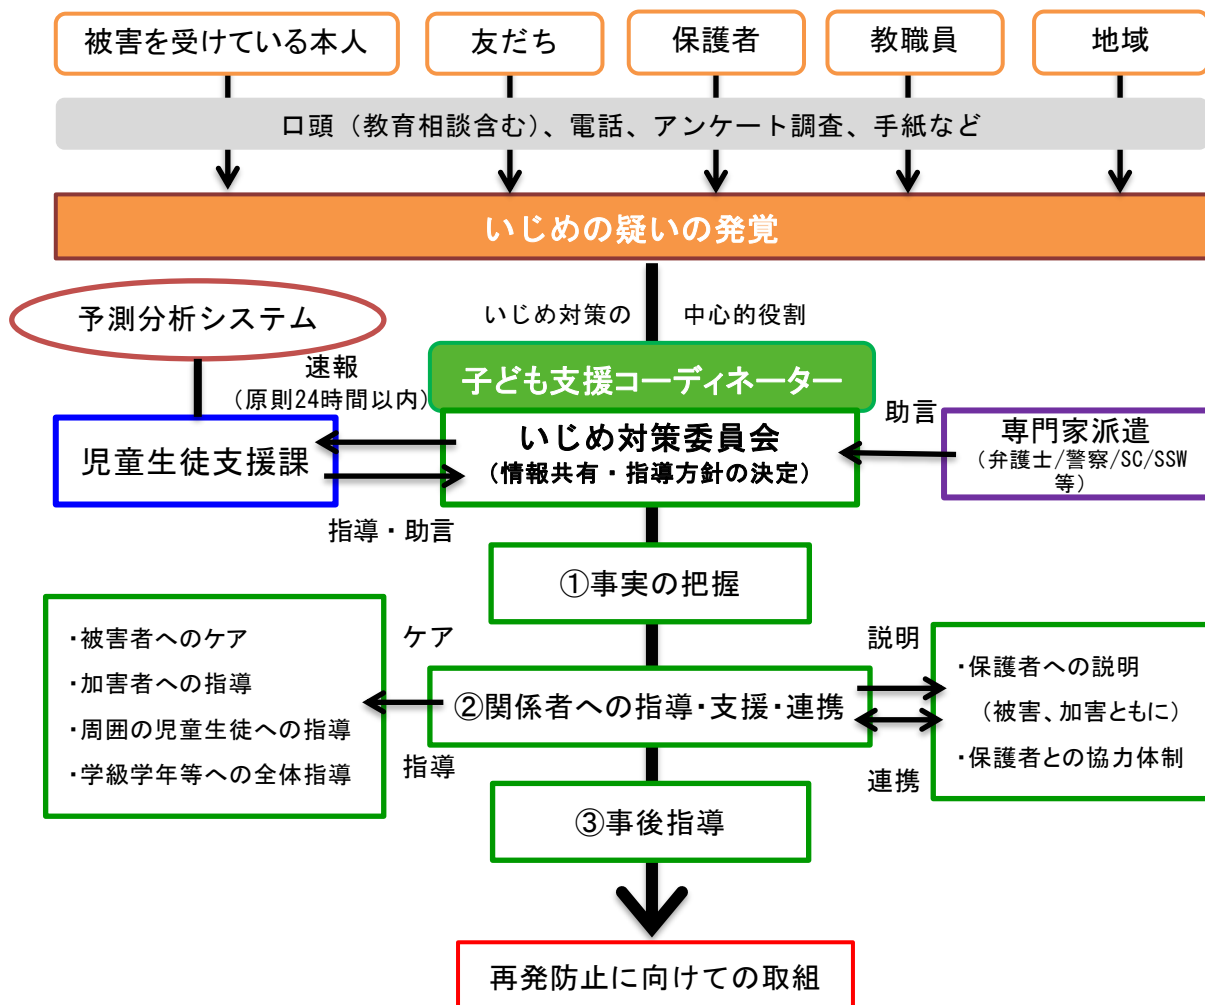 被害を受けている本人
友だち
保護者
教職員
地域
口頭（教育相談含む）、電話、アンケート調査、手紙など
いじめの疑いの発覚
予測分析システム
いじめ対策の
中心的役割
速報
（原則24時間以内）
子ども支援コーディネーター
助言
児童生徒支援課
いじめ対策委員会
（情報共有・指導方針の決定）
専門家派遣
（弁護士/警察/SC/SSW
等）
指導・助言
①事実の把握
・被害者へのケア
・加害者への指導
・周囲の児童生徒への指導
・学級学年等への全体指導
ケア
指導
②関係者への指導・支援・連携
説明
連携
・保護者への説明
（被害、加害ともに）
・保護者との協力体制
③事後指導
再発防止に向けての取組